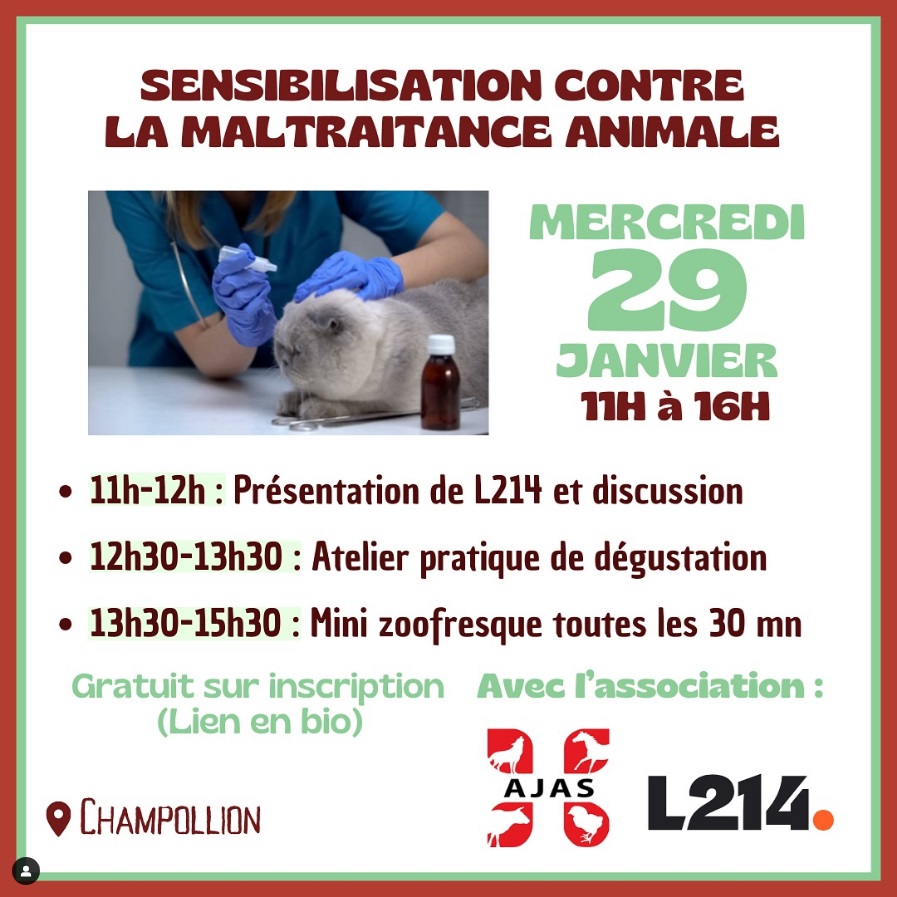 SENSIBILISATION CONTRE
LA MALTRAITANCE ANIMALE
MERCREDI
29
JANVIER
11H à 16H
• 11h-12h : Présentation de L214 et discussion
• 12h30-13h30 : Atelier pratique de dégustation
• 13h30-15h30 : Mini zoofresque toutes les 30 mn
Gratuit sur inscription
(Lien en bio)
Avec l'association :
AJAS
L214.
CHAMPOLLION